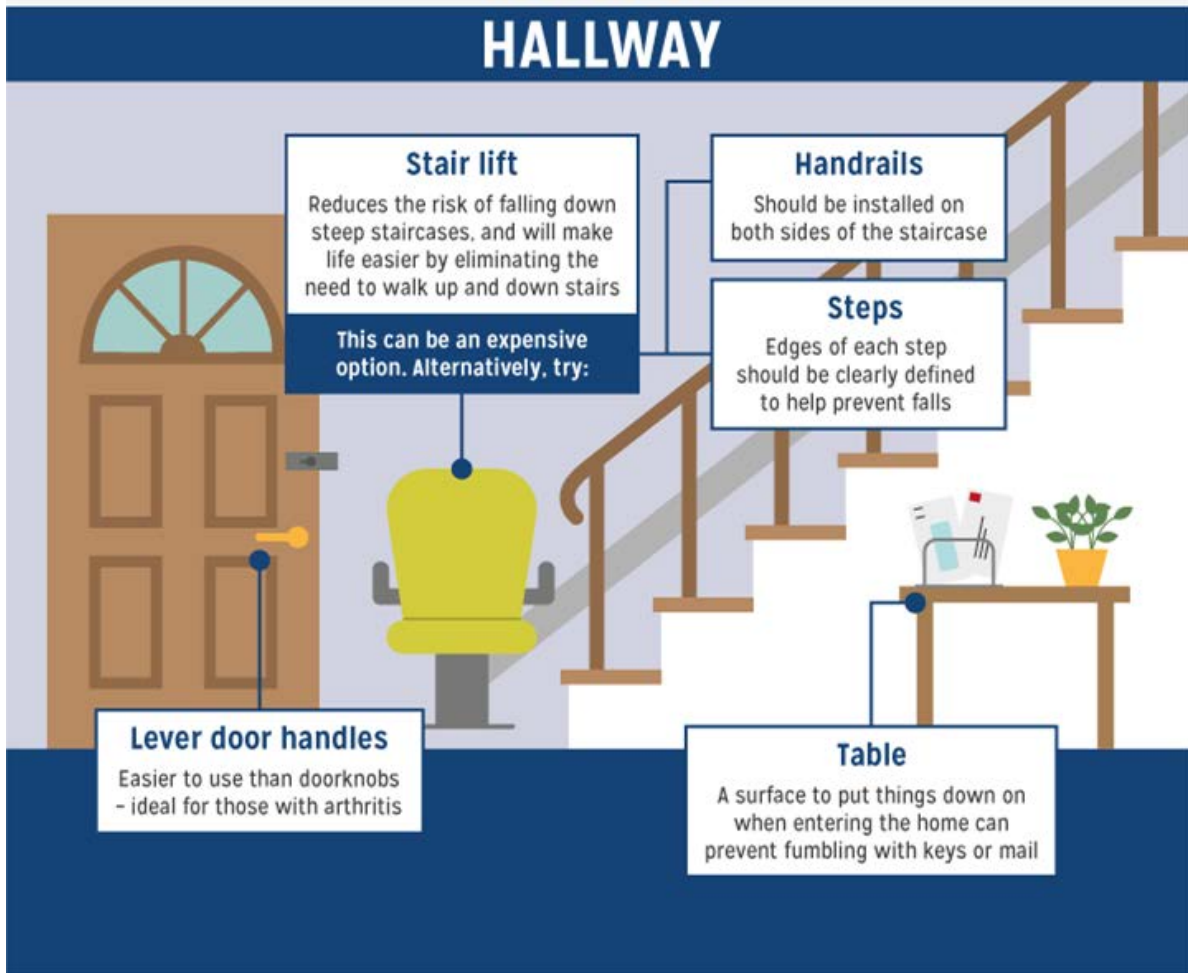 HALLWAY
Stair lift
Reduces the risk of falling down
steep staircases, and will make
life easier by eliminating the
need to walk up and down stairs
This can be an expensive
option. Alternatively, try:
Handrails
Should be installed on
both sides of the staircase
Steps
Edges of each step
should be clearly defined
to help prevent falls
Lever door handles
Easier to use than doorknobs
– ideal for those with arthritis
Table
A surface to put things down on
when entering the home can
prevent fumbling with keys or mail